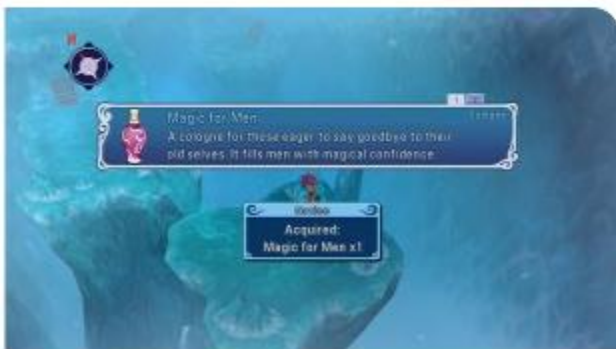 Magic for Men
A cologne for those eager to say goodbye to their
old selves. It fills men with magical confidence.
Acquired:
Magic for Men x1